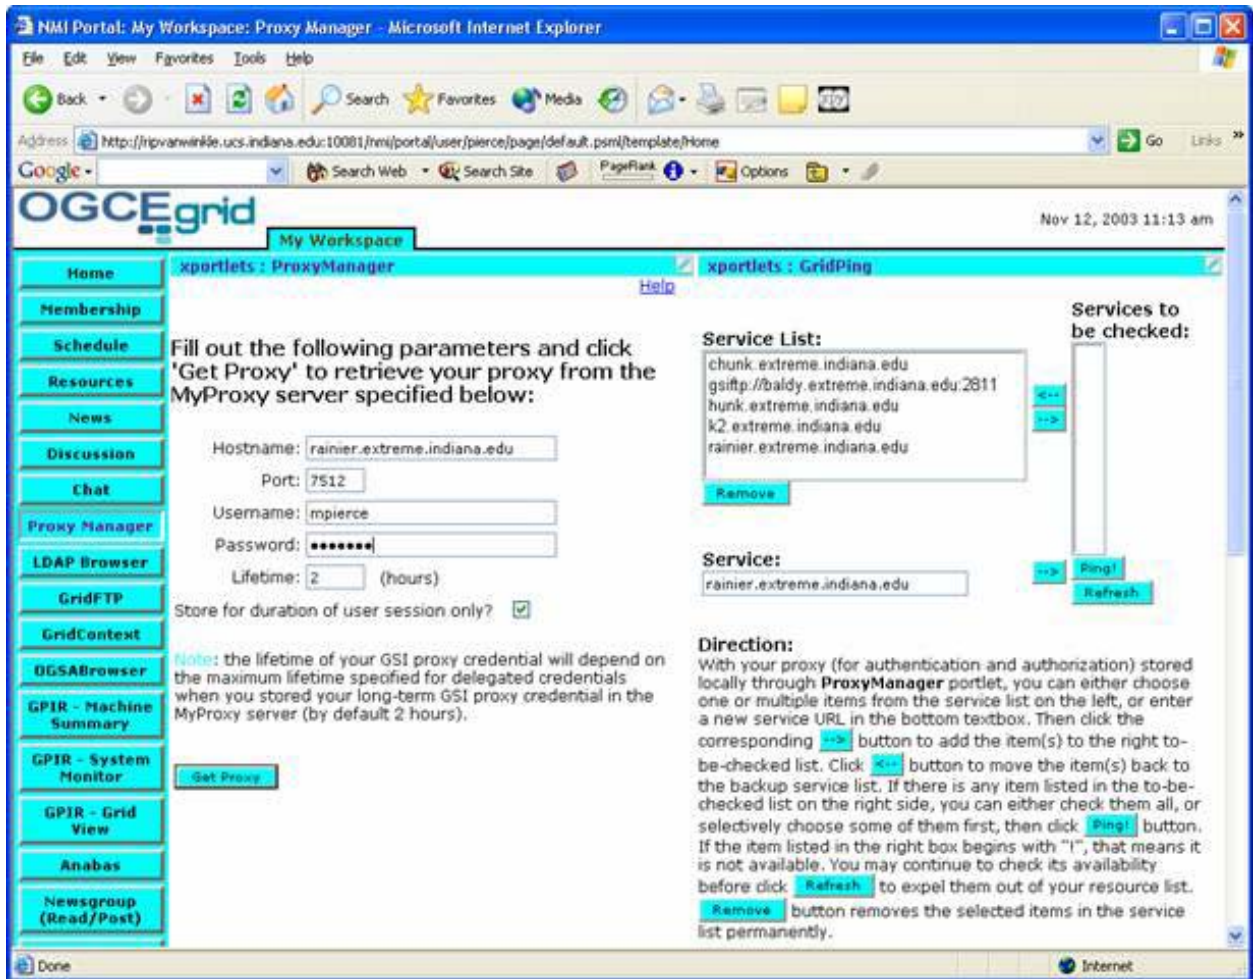 NMI Portal: My Workspace: Proxy Manager - Microsoft Internet Explorer
File Edit View Favorites Tools Help
Back Search Favorites Media
Address http://ripvanwinkle.ucs.indiana.edu:10081/nmi/portal/user/pierce/page/default.psml/template/Home Go Links »
Google Search Web Search Site PageRank Options
OGCEgrid
Nov 12, 2003 11:13 am
My Workspace
Home
Membership
Schedule
Resources
News
Discussion
Chat
Proxy Manager
LDAP Browser
GridFTP
GridContext
OGSABrowser
GPIR - Machine
Summary
GPIR - System
Monitor
GPIR - Grid
View
Anabas
Newsgroup
(Read/Post)
xportlets : ProxyManager
Help
Fill out the following parameters and click
'Get Proxy' to retrieve your proxy from the
MyProxy server specified below:
Hostname: rainier.extreme.indiana.edu
Port: 7512
Username: mpierce
Password: •••••••
Lifetime: 2 (hours)
Store for duration of user session only?
Note: the lifetime of your GSI proxy credential will depend on
the maximum lifetime specified for delegated credentials
when you stored your long-term GSI proxy credential in the
MyProxy server (by default 2 hours).
Get Proxy
xportlets : GridPing
Service List:
chunk.extreme.indiana.edu
gsiftp://baldy.extreme.indiana.edu:2811
hunk.extreme.indiana.edu
k2.extreme.indiana.edu
rainier.extreme.indiana.edu
Remove
<--
-->
Services to
be checked:
Service:
rainier.extreme.indiana.edu
-->
Ping!
Refresh
Direction:
With your proxy (for authentication and authorization) stored
locally through ProxyManager portlet, you can either choose
one or multiple items from the service list on the left, or enter
a new service URL in the bottom textbox. Then click the
corresponding --> button to add the item(s) to the right to-
be-checked list. Click <-- button to move the item(s) back to
the backup service list. If there is any item listed in the to-be-
checked list on the right side, you can either check them all, or
selectively choose some of them first, then click Ping! button.
If the item listed in the right box begins with "!", that means it
is not available. You may continue to check its availability
before click Refresh to expel them out of your resource list.
Remove button removes the selected items in the service
list permanently.
Done
Internet